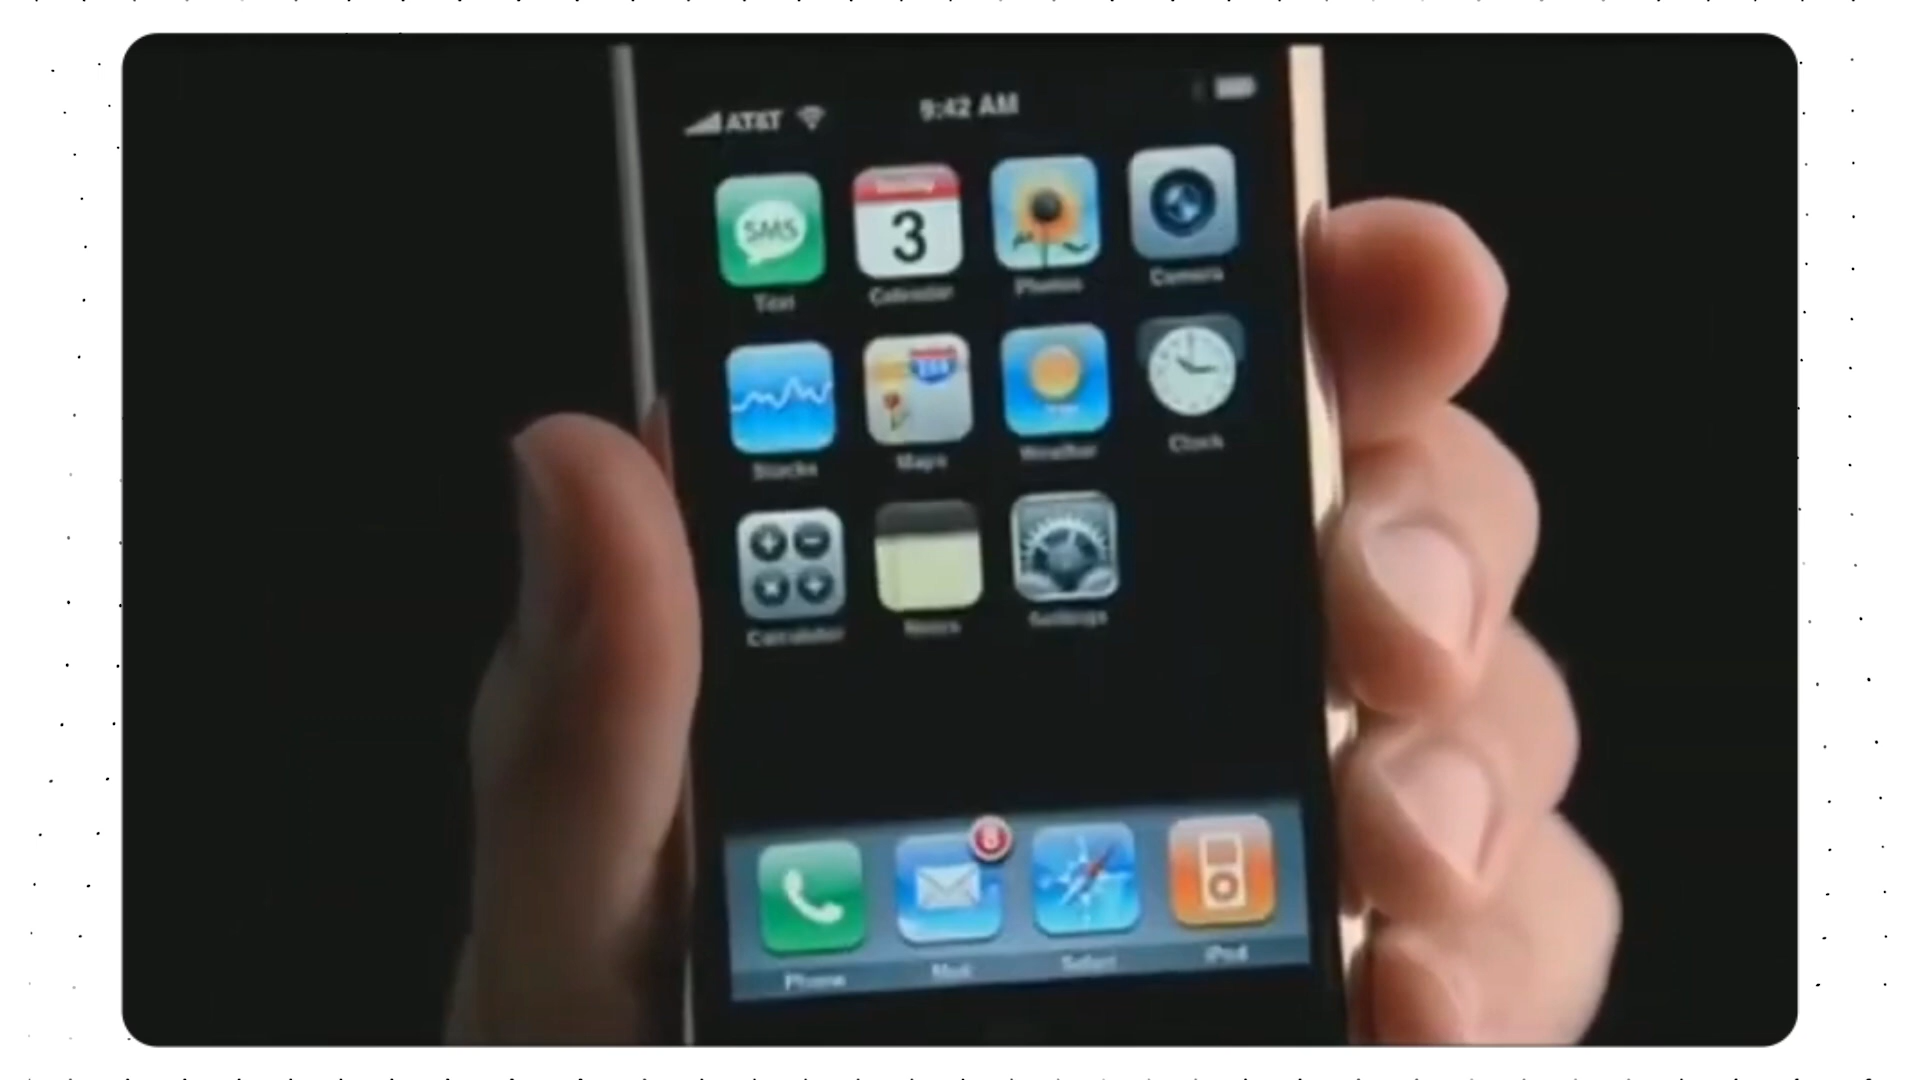 AT&T 9:42 AM
SMS
3
Text Calendar Photos Camera
Stocks Maps Weather Clock
Calculator Notes Settings
8
Phone Mail Safari iPod